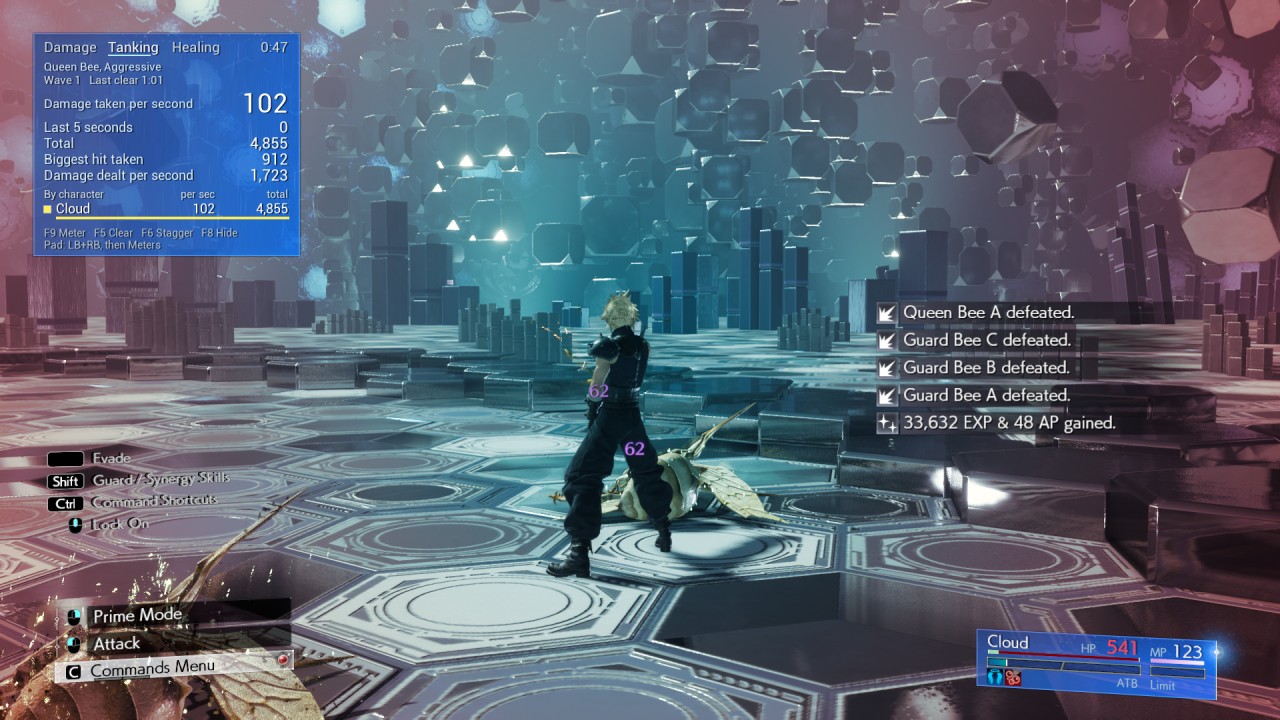 Damage Tanking Healing 0:47
Queen Bee, Aggressive
Wave 1 Last clear 1:01
Damage taken per second 102
Last 5 seconds 0
Total 4,855
Biggest hit taken 912
Damage dealt per second 1,723
By character per sec total
Cloud 102 4,855
F9 Meter F5 Clear F6 Stagger F8 Hide
Pad: LB+RB, then Meters
Queen Bee A defeated.
Guard Bee C defeated.
Guard Bee B defeated.
Guard Bee A defeated.
33,632 EXP & 48 AP gained.
62
62
Evade
Shift Guard / Synergy Skills
Ctrl Command Shortcuts
Lock On
Prime Mode
Attack
C Commands Menu
Cloud HP 541 MP 123
ATB Limit